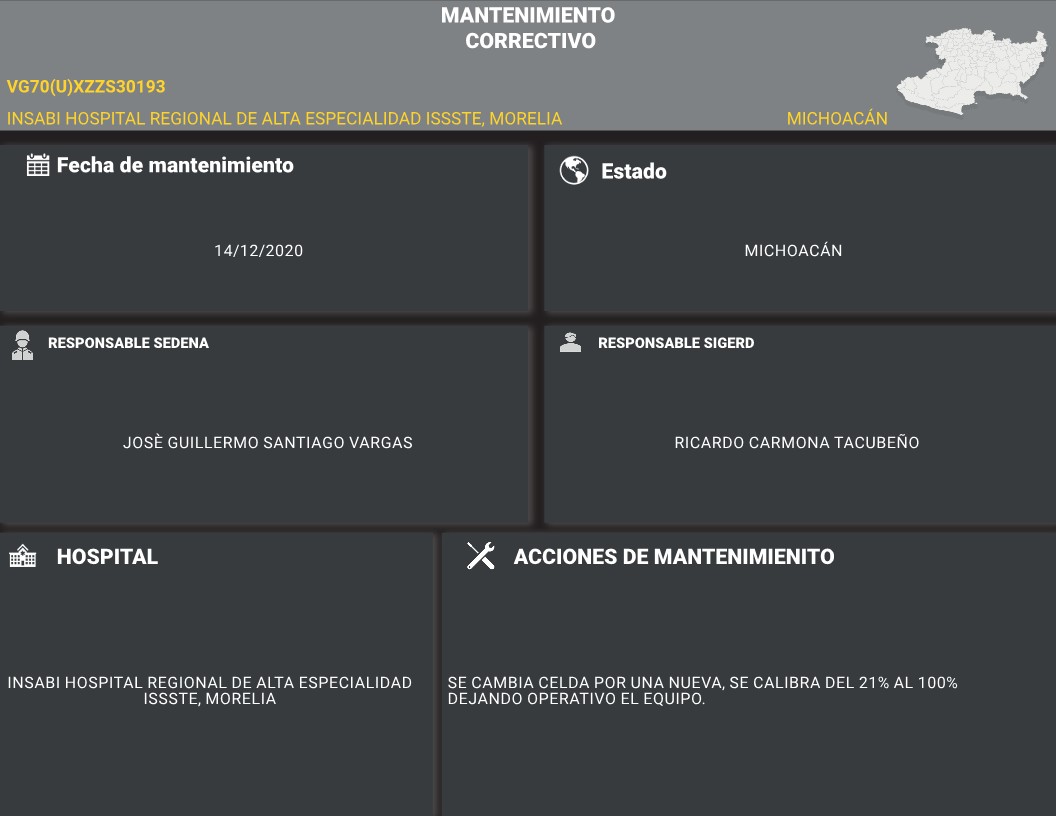 MANTENIMIENTO
CORRECTIVO
VG70(U)XZZS30193
INSABI HOSPITAL REGIONAL DE ALTA ESPECIALIDAD ISSSTE, MORELIA
MICHOACÁN
Fecha de mantenimiento
14/12/2020
Estado
MICHOACÁN
RESPONSABLE SEDENA
JOSÈ GUILLERMO SANTIAGO VARGAS
RESPONSABLE SIGERD
RICARDO CARMONA TACUBEÑO
HOSPITAL
INSABI HOSPITAL REGIONAL DE ALTA ESPECIALIDAD
ISSSTE, MORELIA
ACCIONES DE MANTENIMIENITO
SE CAMBIA CELDA POR UNA NUEVA, SE CALIBRA DEL 21% AL 100%
DEJANDO OPERATIVO EL EQUIPO.